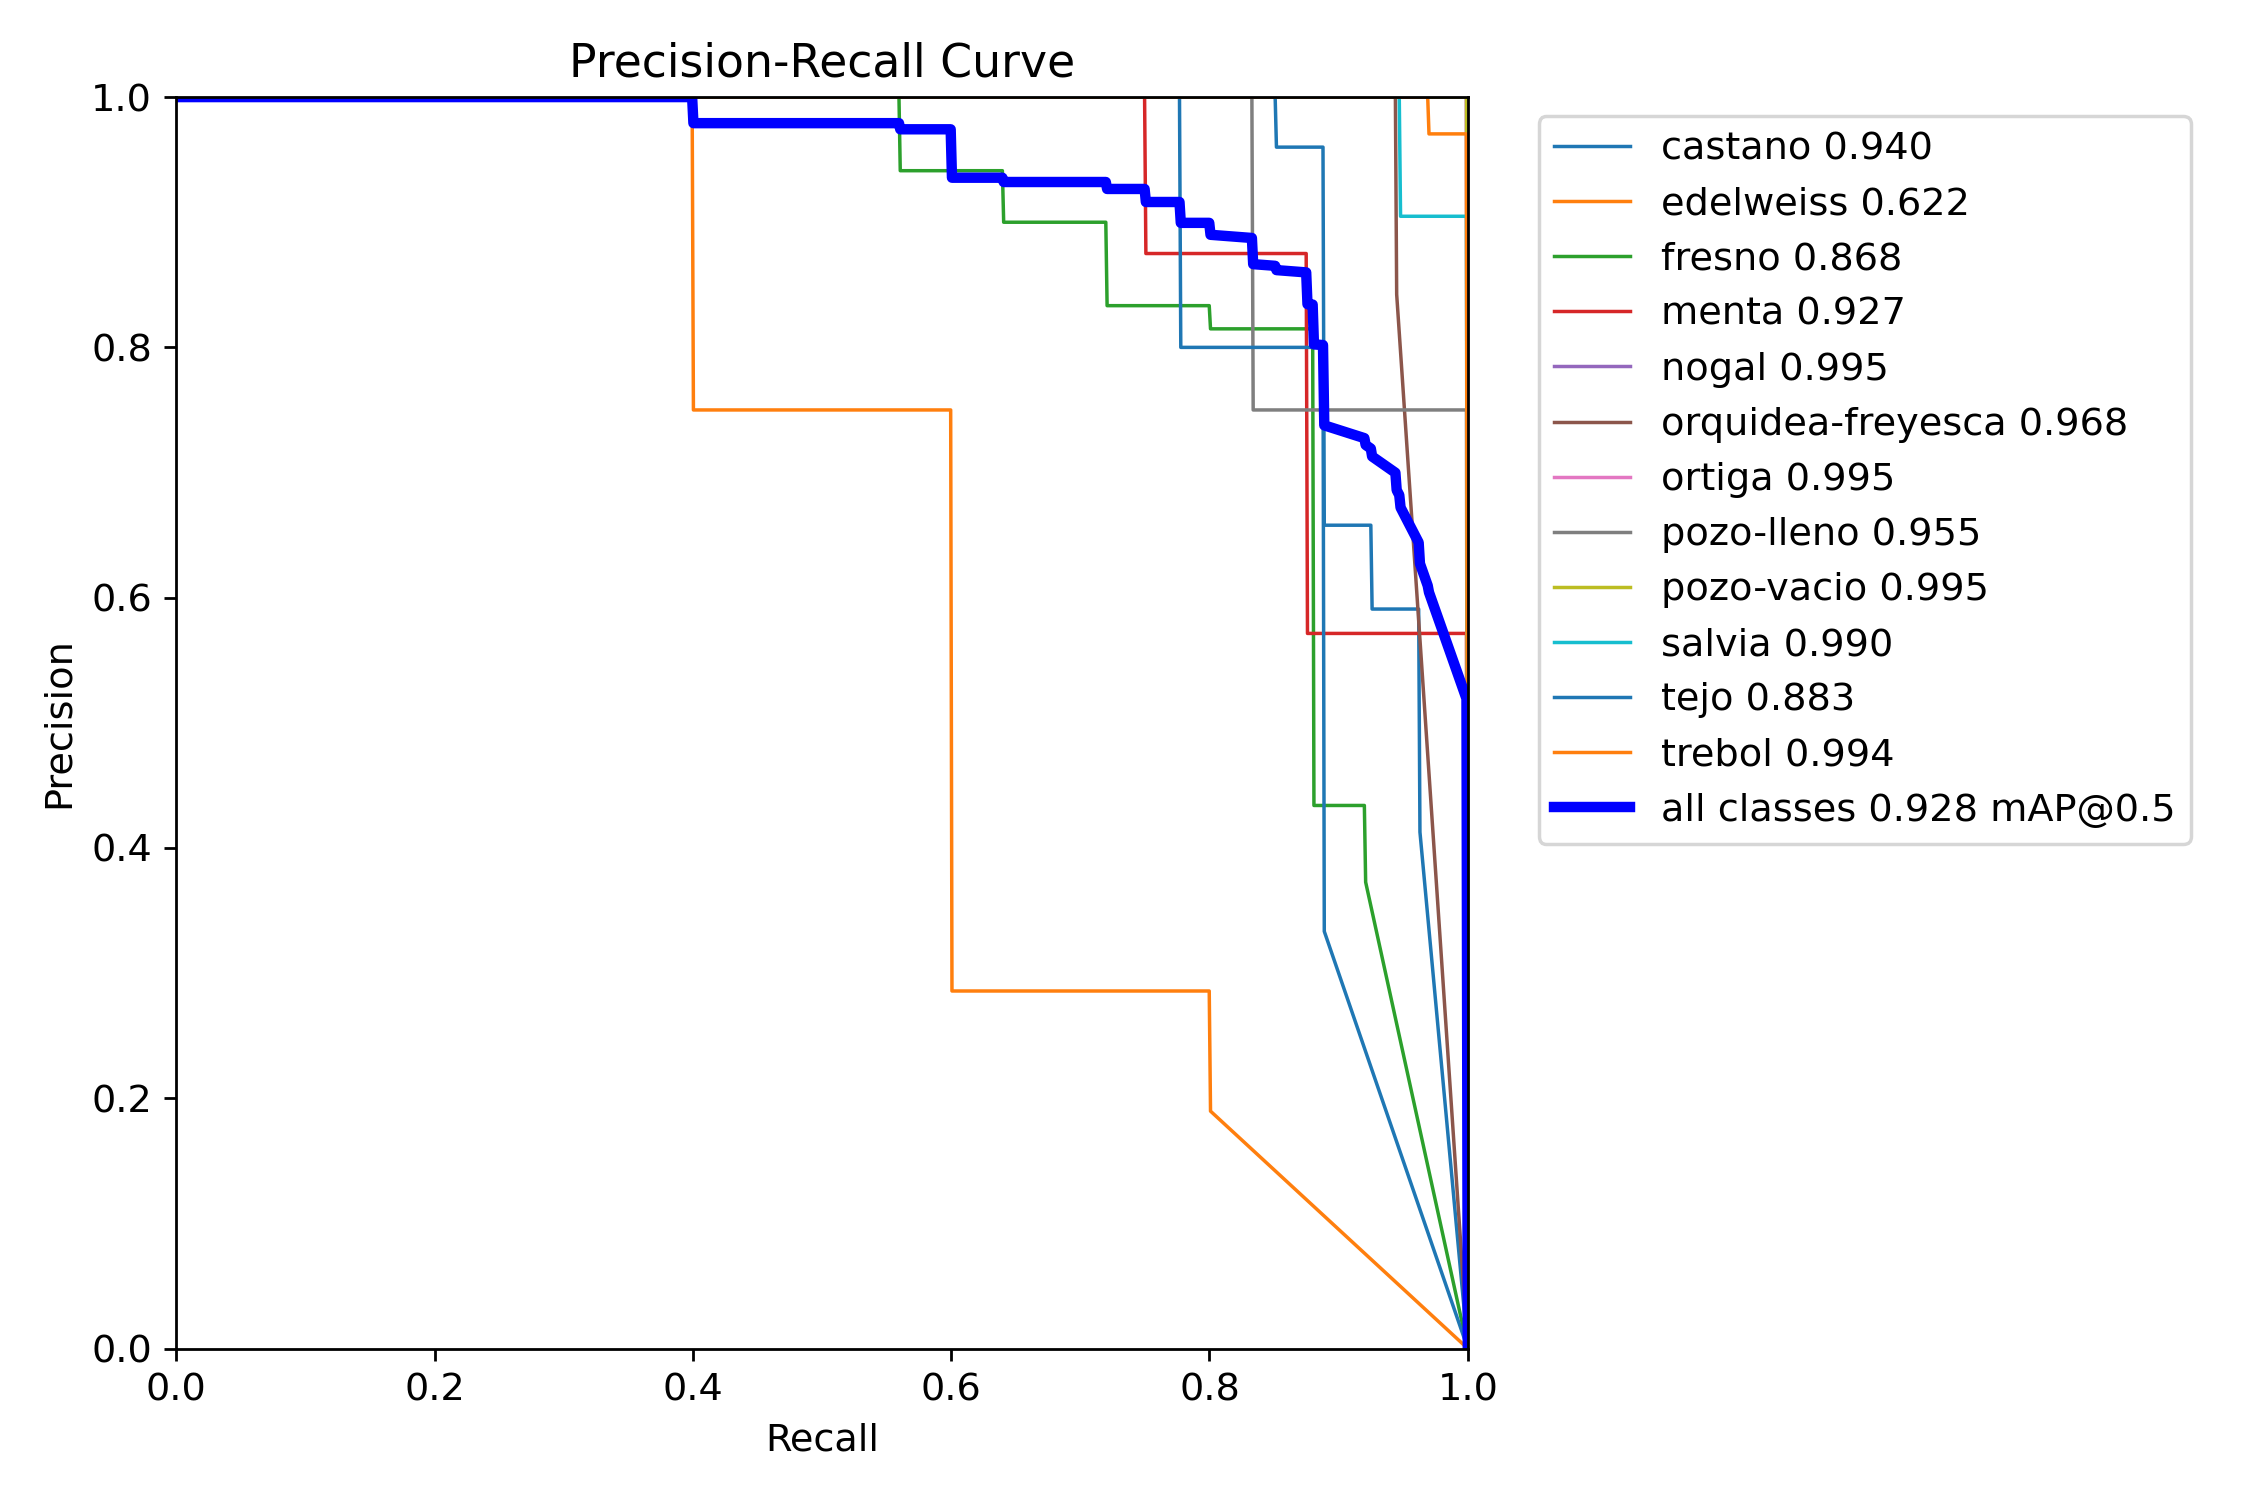 Precision-Recall Curve
1.0
0.8
0.6
0.4
0.2
0.0
Precision
0.0 0.2 0.4 0.6 0.8 1.0
Recall
castano 0.940
edelweiss 0.622
fresno 0.868
menta 0.927
nogal 0.995
orquidea-freyesca 0.968
ortiga 0.995
pozo-lleno 0.955
pozo-vacio 0.995
salvia 0.990
tejo 0.883
trebol 0.994
all classes 0.928 mAP@0.5